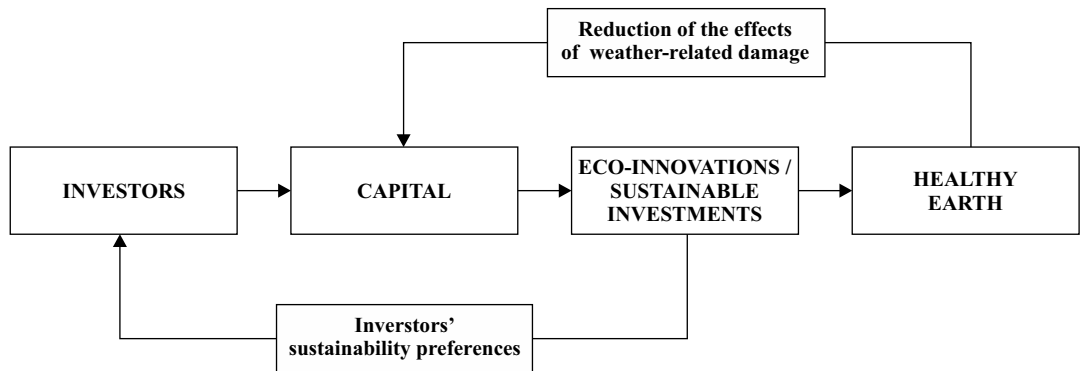 Reduction of the effects
of weather-related damage
INVESTORS
CAPITAL
ECO-INNOVATIONS /
SUSTAINABLE
INVESTMENTS
HEALTHY
EARTH
Inverstors’
sustainability preferences